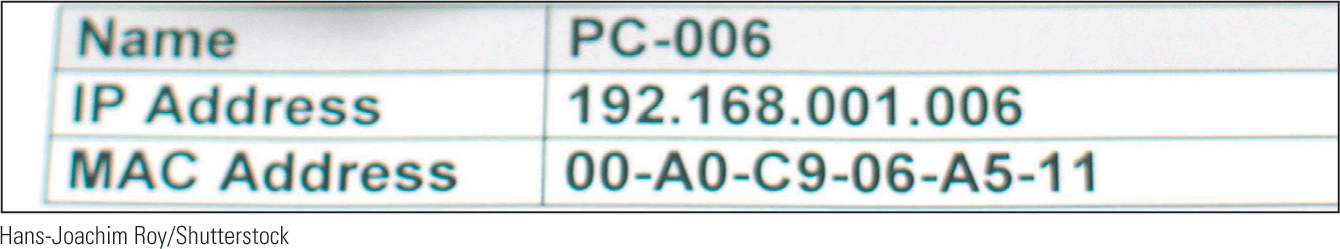 Name PC-006
IP Address 192.168.001.006
MAC Address 00-A0-C9-06-A5-11
Hans-Joachim Roy/Shutterstock